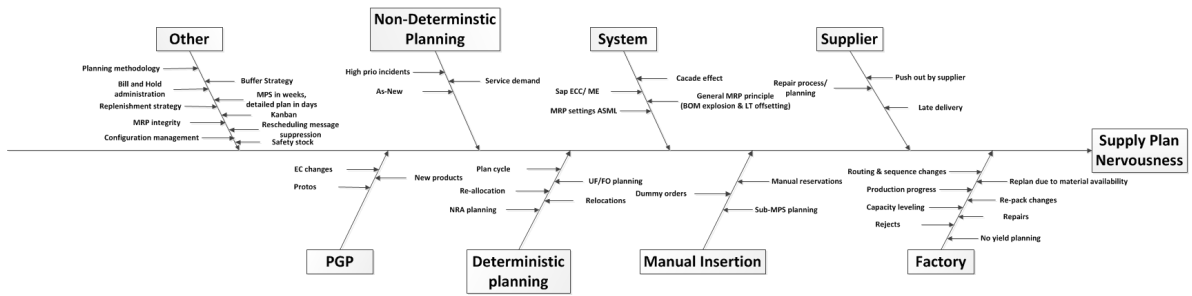 Other
Planning methodology
Buffer Strategy
Bill and Hold
administration
MPS in weeks,
detailed plan in days
Replenishment strategy
Kanban
MRP integrity
Rescheduling message
suppression
Configuration management
Safety stock
Non-Determinstic
Planning
High prio incidents
Service demand
As-New
System
Cacade effect
Sap ECC/ ME
General MRP principle
(BOM explosion & LT offsetting)
MRP settings ASML
Supplier
Push out by supplier
Repair process/
planning
Late delivery
Supply Plan
Nervousness
EC changes
New products
Protos
PGP
Plan cycle
UF/FO planning
Re-allocation
Relocations
NRA planning
Deterministic
planning
Manual reservations
Dummy orders
Sub-MPS planning
Manual Insertion
Routing & sequence changes
Replan due to material availability
Production progress
Re-pack changes
Capacity leveling
Repairs
Rejects
No yield planning
Factory